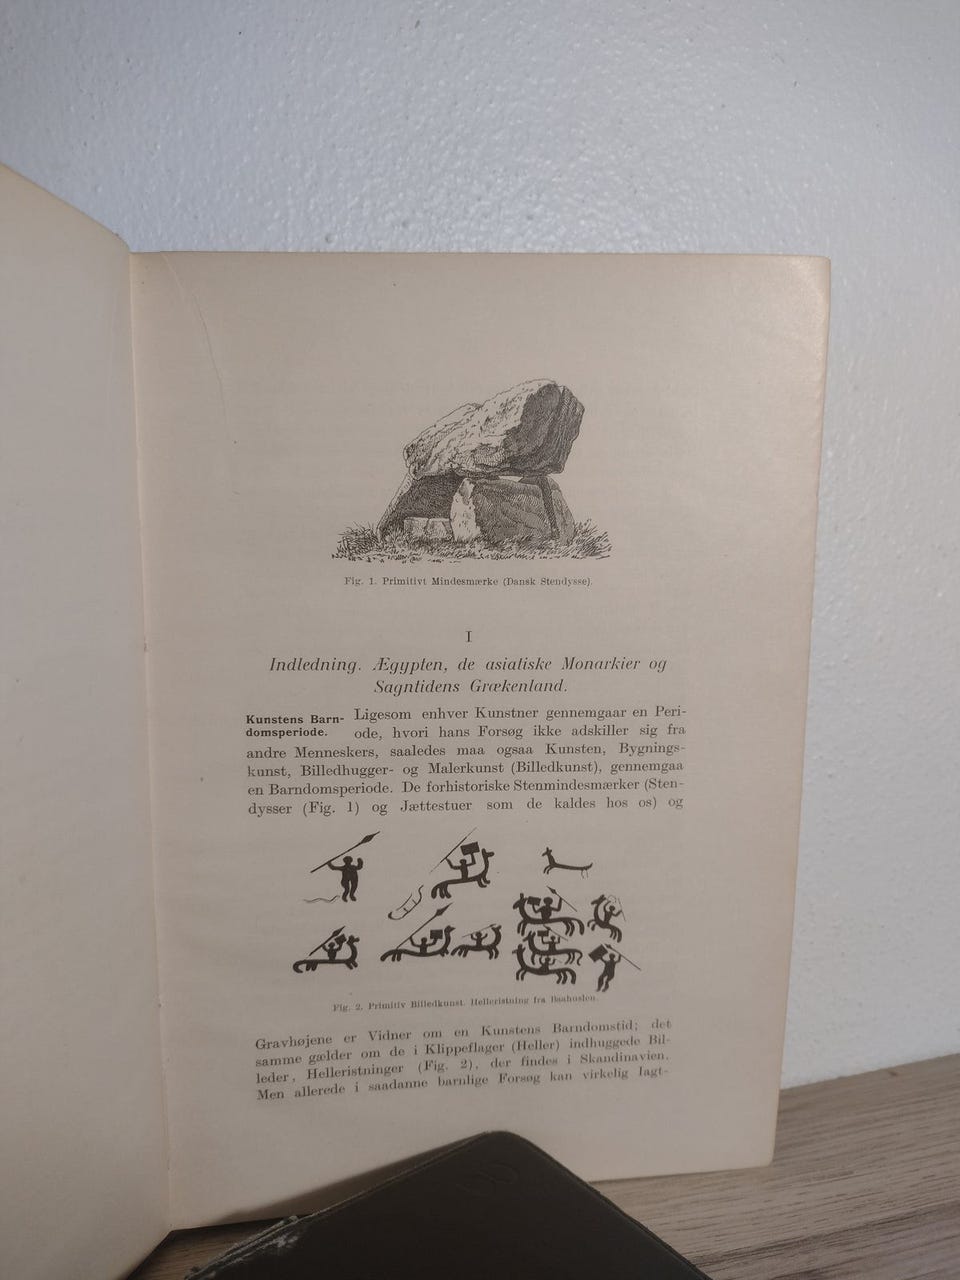 Fig. 1. Primitivt Mindesmærke (Dansk Stendysse).
I
Indledning. Ægypten, de asiatiske Monarkier og
Sagntidens Grækenland.
Kunstens Barn-
domsperiode.
Ligesom enhver Kunstner gennemgaar en Peri-
ode, hvori hans Forsøg ikke adskiller sig fra
andre Menneskers, saaledes maa ogsaa Kunsten, Bygnings-
kunst, Billedhugger- og Malerkunst (Billedkunst), gennemgaa
en Barndomsperiode. De forhistoriske Stenmindesmærker (Sten-
dysser (Fig. 1) og Jættestuer som de kaldes hos os) og
Fig. 2. Primitiv Billedkunst. Helleristning fra Baahuslen.
Gravhøjene er Vidner om en Kunstens Barndomstid; det
samme gælder om de i Klippeflager (Heller) indhuggede Bil-
leder, Helleristninger (Fig. 2), der findes i Skandinavien.
Men allerede i saadanne barnlige Forsøg kan virkelig Iagt-